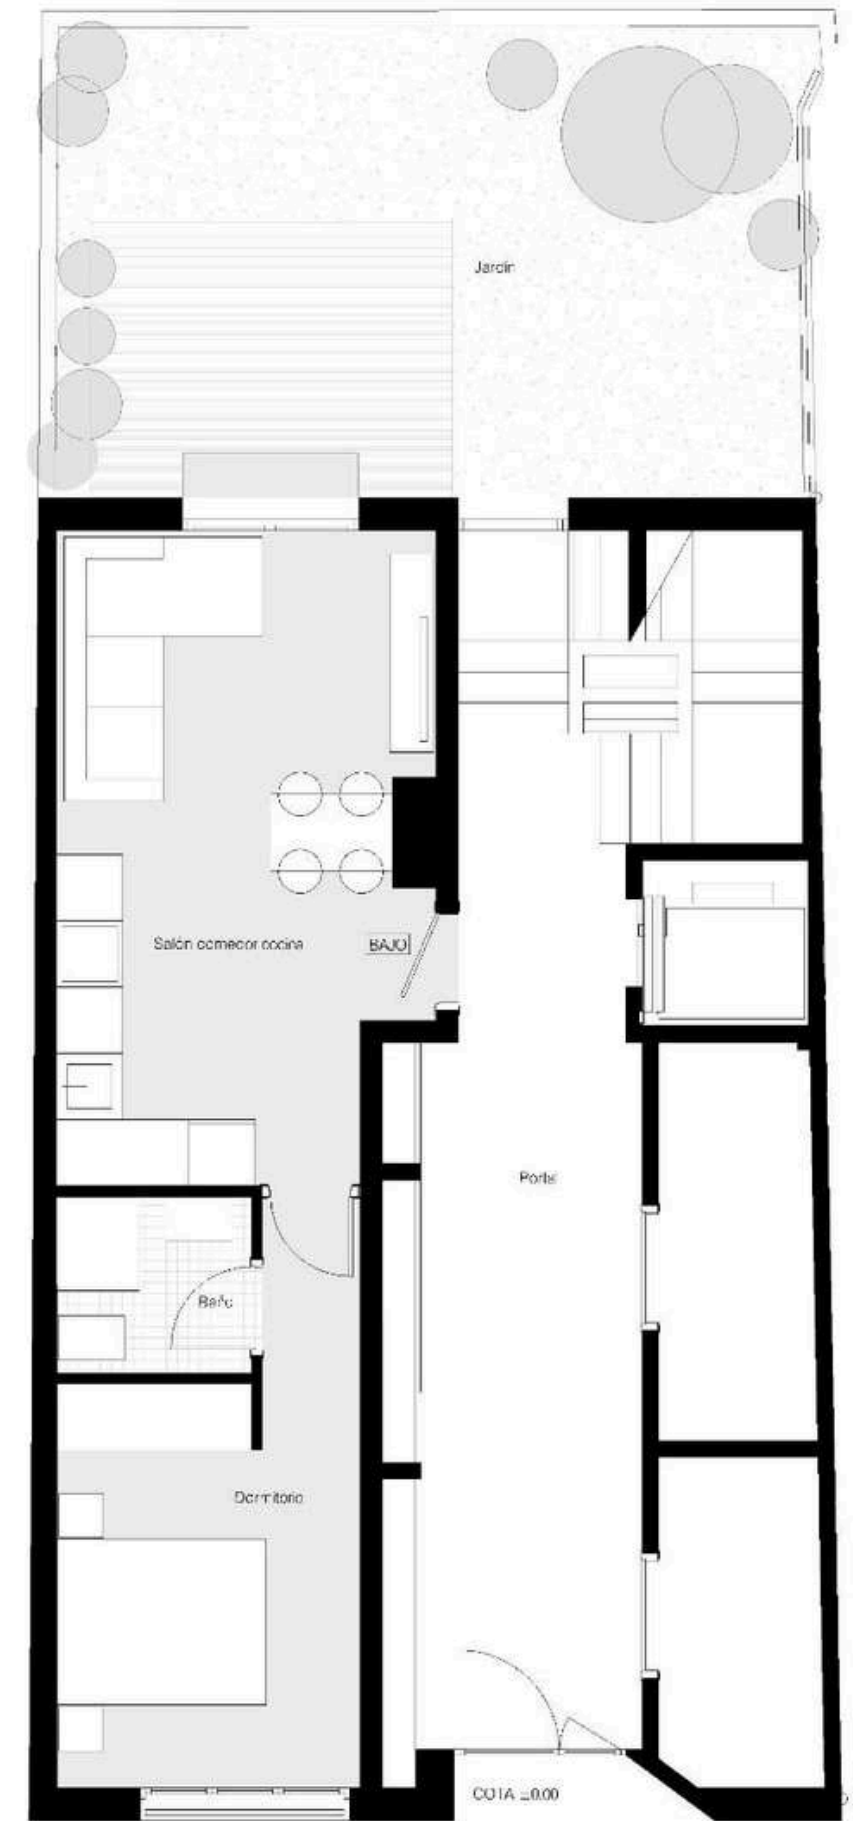 Jardín
Salón comedor cocina
BAJO
Portal
Baño
Dormitorio
COTA ±0.00